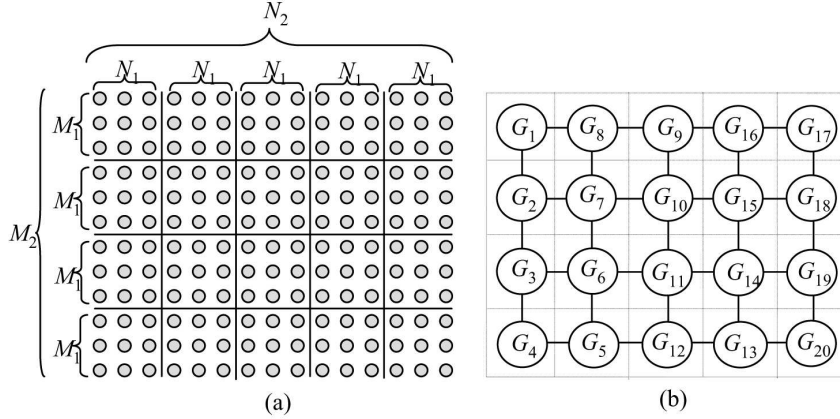 N₂
N₁ N₁ N₁ N₁ N₁
M₂
M₁
M₁
M₁
M₁
(a)
G₁ G₈ G₉ G₁₆ G₁₇
G₂ G₇ G₁₀ G₁₅ G₁₈
G₃ G₆ G₁₁ G₁₄ G₁₉
G₄ G₅ G₁₂ G₁₃ G₂₀
(b)